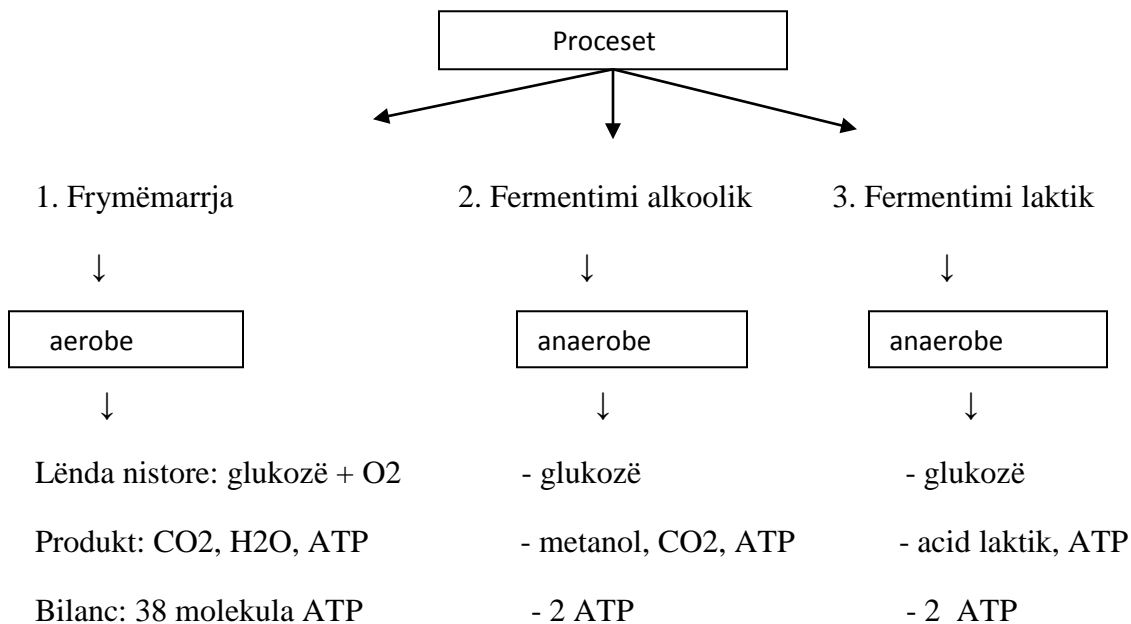 Proceset
1. Frymëmarrja 2. Fermentimi alkoolik 3. Fermentimi laktik
↓ ↓ ↓
aerobe anaerobe anaerobe
↓ ↓ ↓
Lënda nistore: glukozë + O2 - glukozë - glukozë
Produkt: CO2, H2O, ATP - metanol, CO2, ATP - acid laktik, ATP
Bilanc: 38 molekula ATP - 2 ATP - 2 ATP